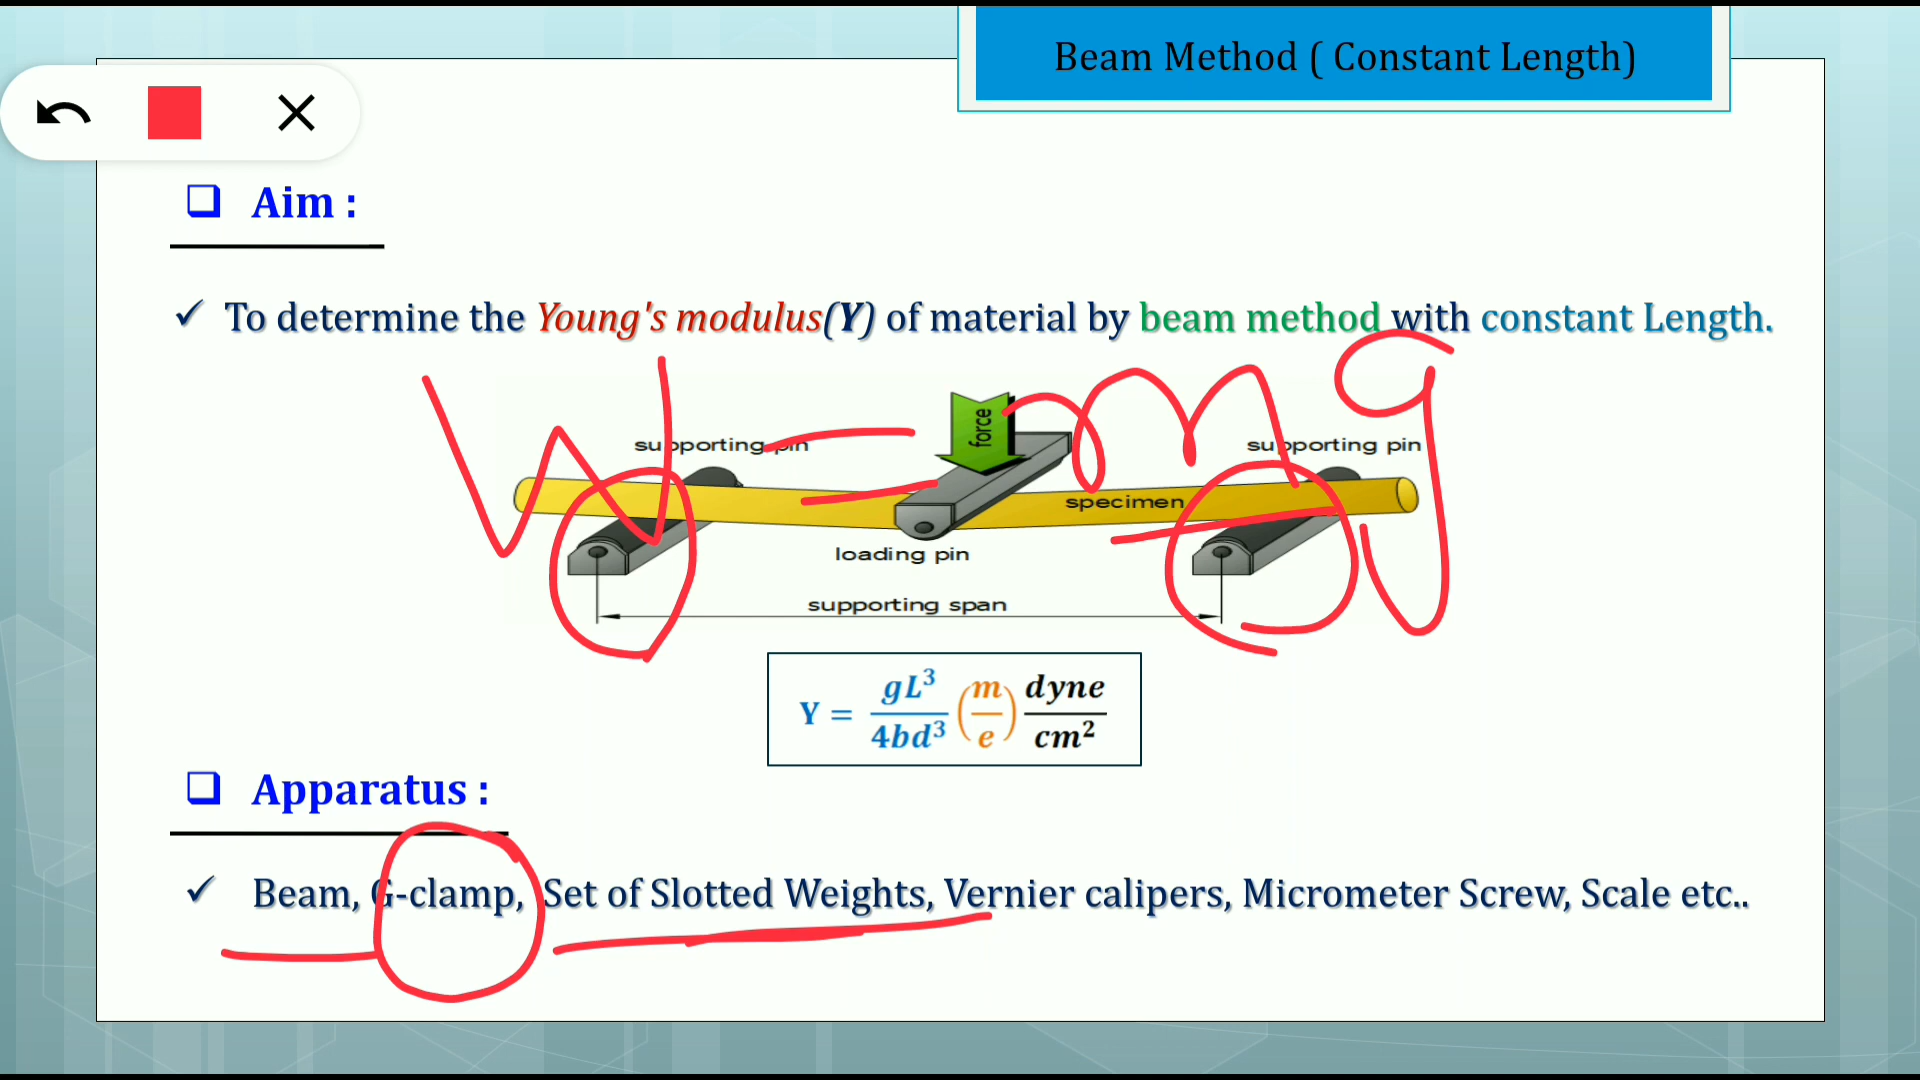 Beam Method ( Constant Length)
Aim :
✓ To determine the Young's modulus(Y) of material by beam method with constant Length.
W = mg
force
supporting pin
supporting pin
specimen
loading pin
supporting span
Y = gL³/4bd³ (m/e) dyne/cm²
Apparatus :
✓ Beam, G-clamp, Set of Slotted Weights, Vernier calipers, Micrometer Screw, Scale etc..